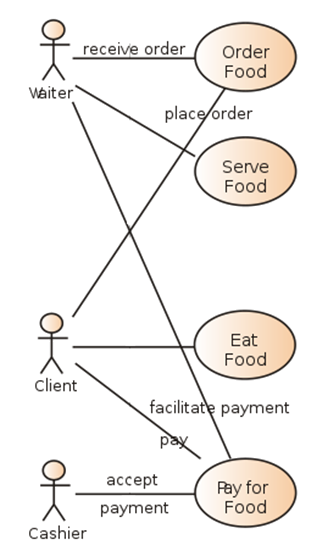 receive order
Order
Food
Waiter
place order
Serve
Food
Eat
Food
Client
facilitate payment
pay
accept
payment
Pay for
Food
Cashier